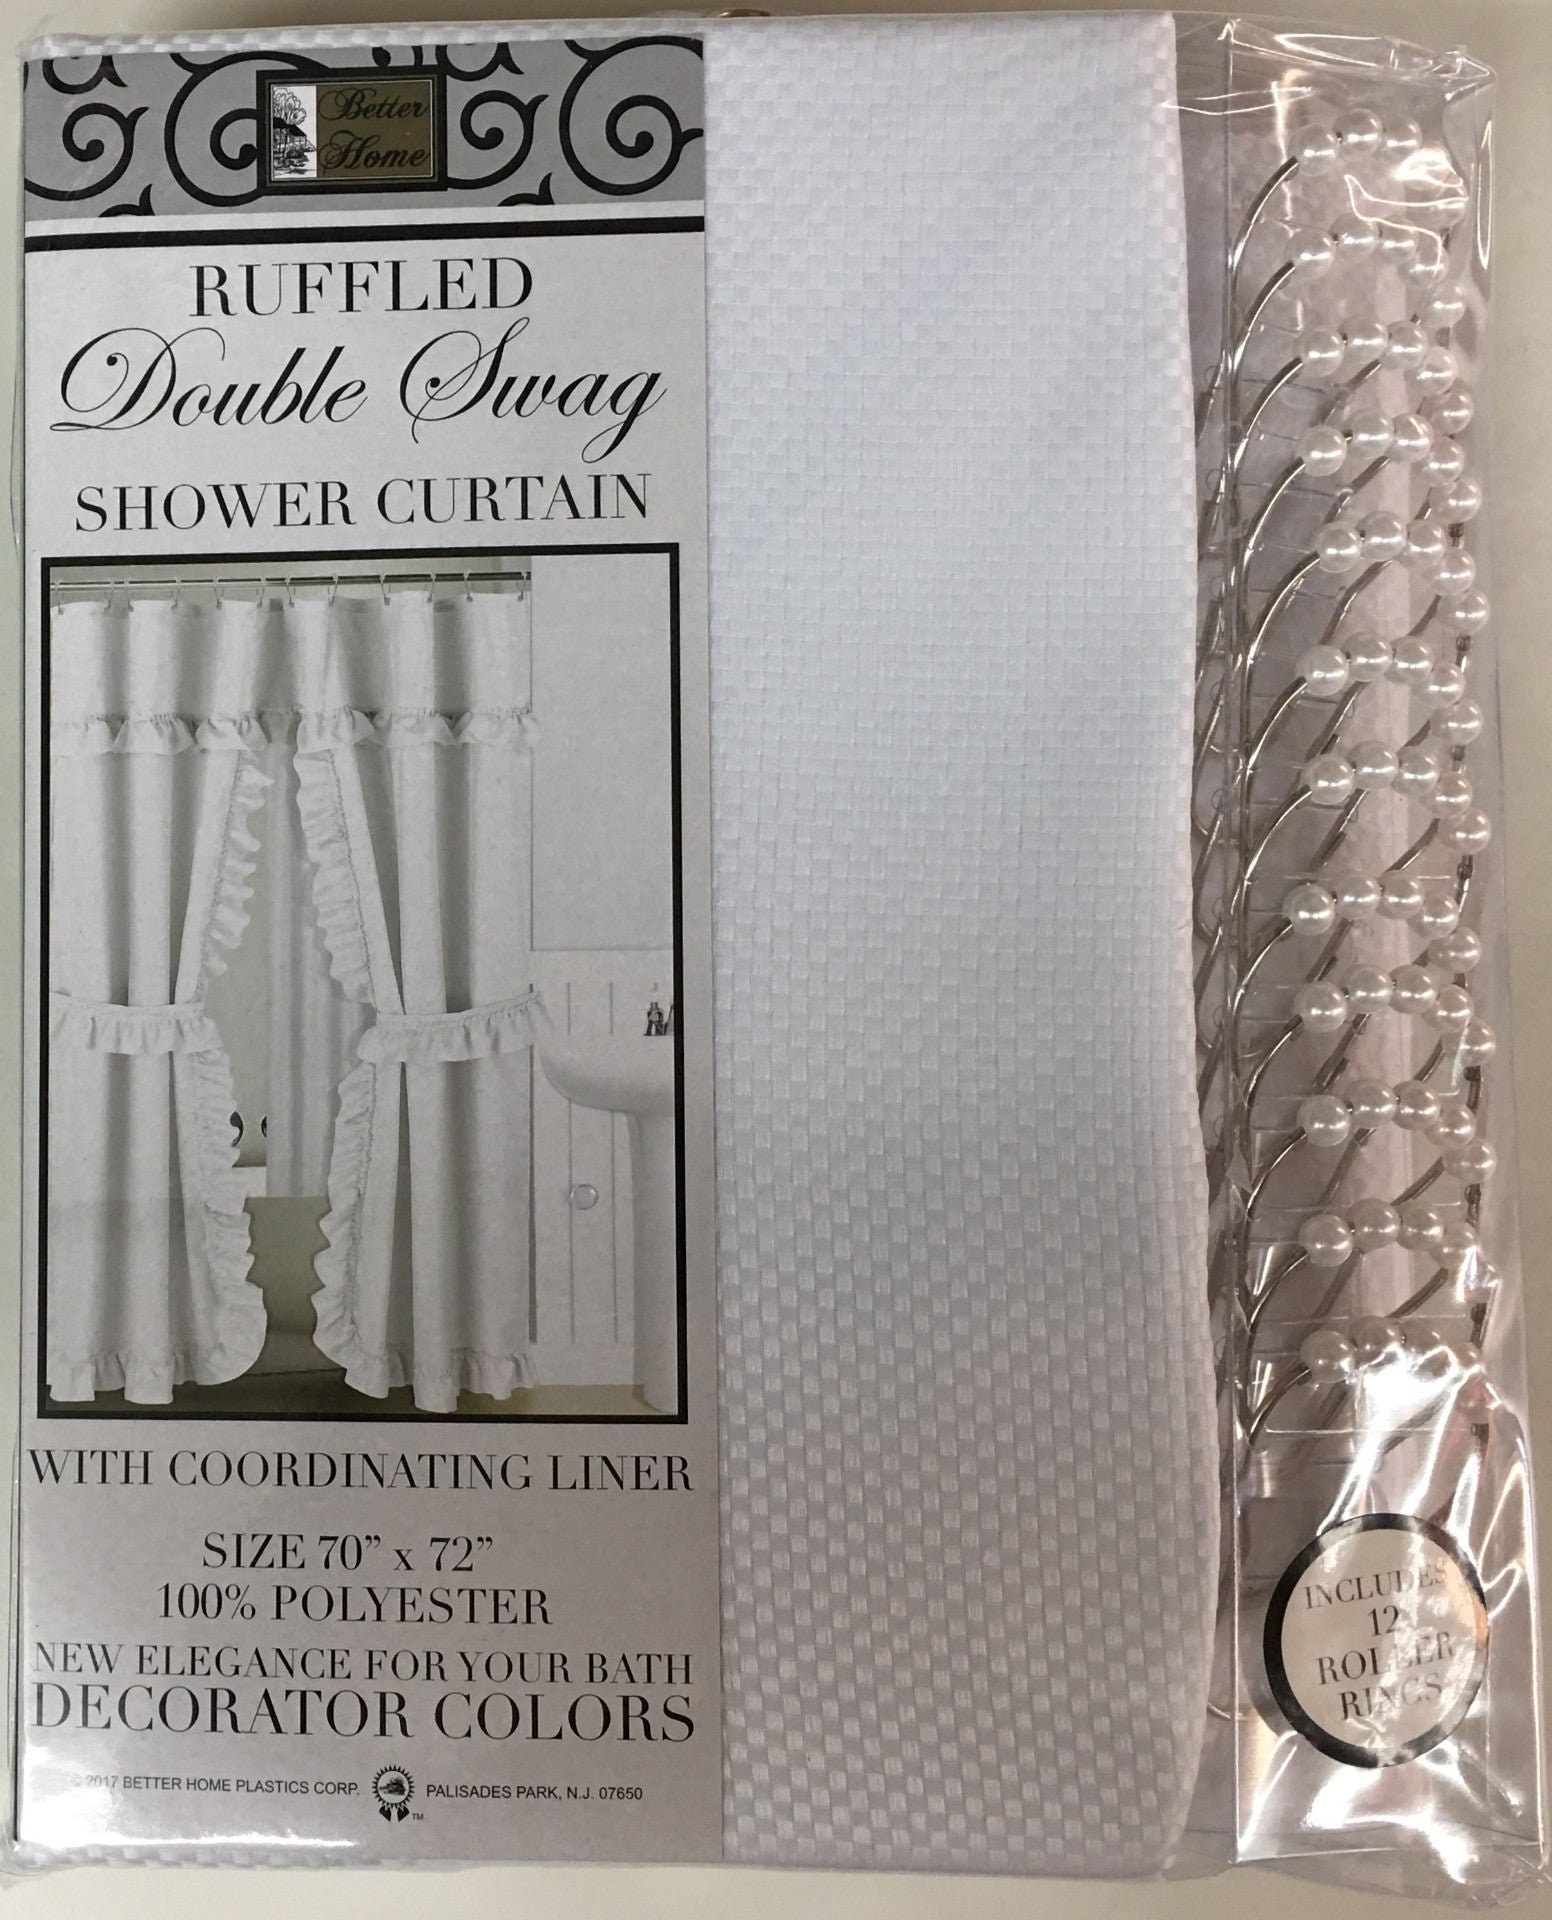 Better
Home
RUFFLED
Double Swag
SHOWER CURTAIN
WITH COORDINATING LINER
SIZE 70” x 72”
100% POLYESTER
NEW ELEGANCE FOR YOUR BATH
DECORATOR COLORS
© 2017 BETTER HOME PLASTICS CORP. TM PALISADES PARK, N.J. 07650
INCLUDES
12
ROLLER
RINGS